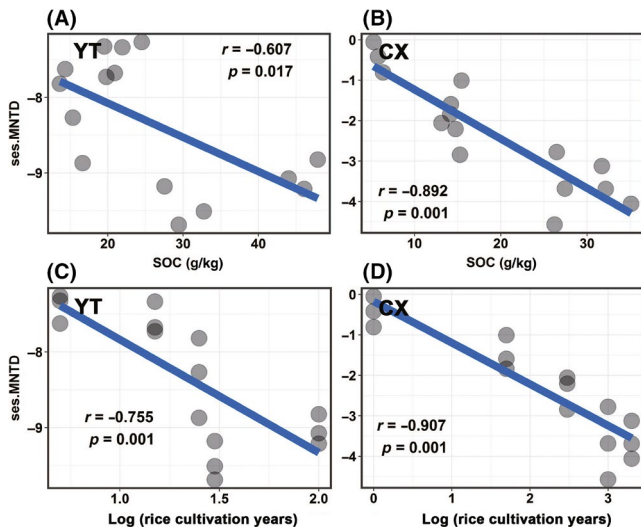 (A)
YT
r = −0.607
p = 0.017
ses.MNTD
−8
−9
20
30
40
SOC (g/kg)
(B)
CX
r = −0.892
p = 0.001
0
−1
−2
−3
−4
10
20
30
SOC (g/kg)
(C)
YT
r = −0.755
p = 0.001
ses.MNTD
−8
−9
1.0
1.5
2.0
Log (rice cultivation years)
(D)
CX
r = −0.907
p = 0.001
0
−1
−2
−3
−4
0
1
2
3
Log (rice cultivation years)